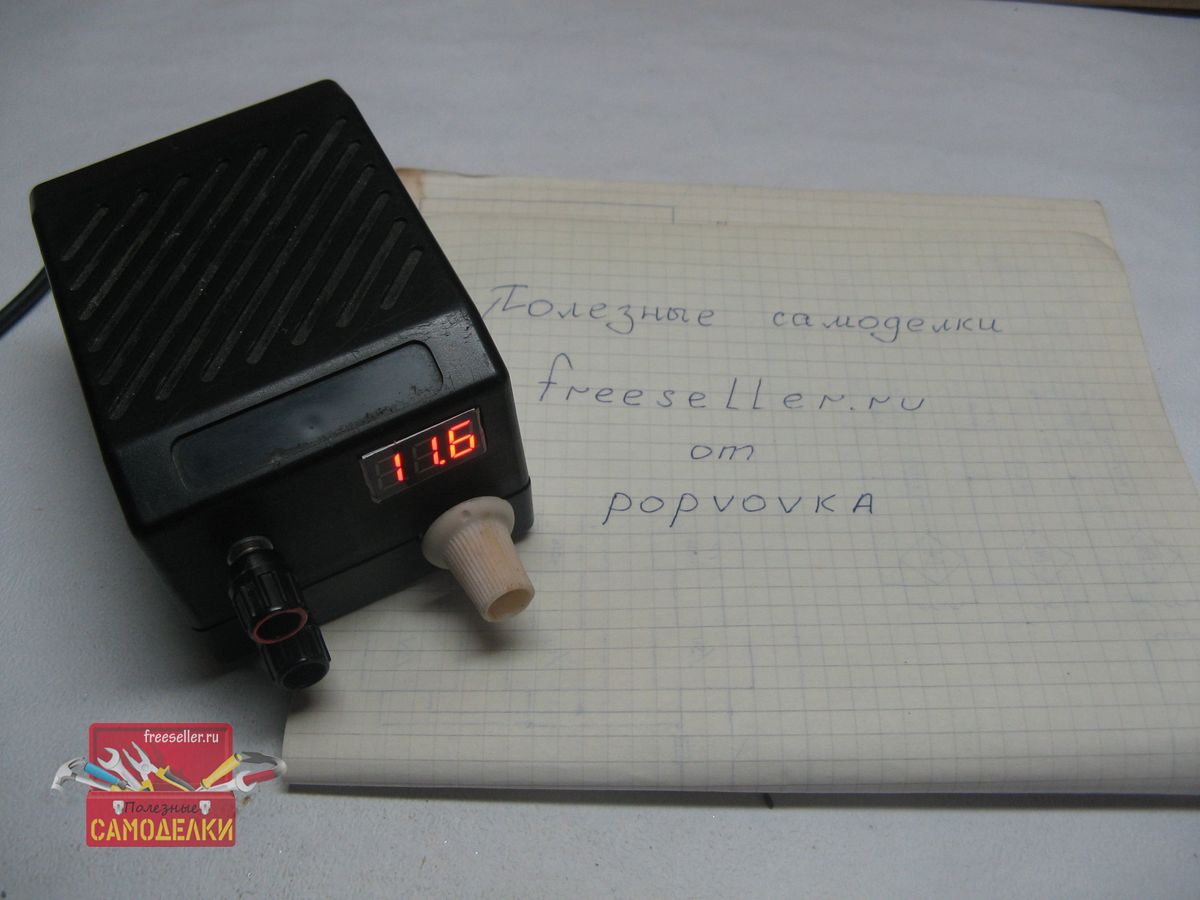 Полезные самоделки
freeseller.ru
от
popvovka
11.6
freeseller.ru
Полезные
САМОДЕЛКИ